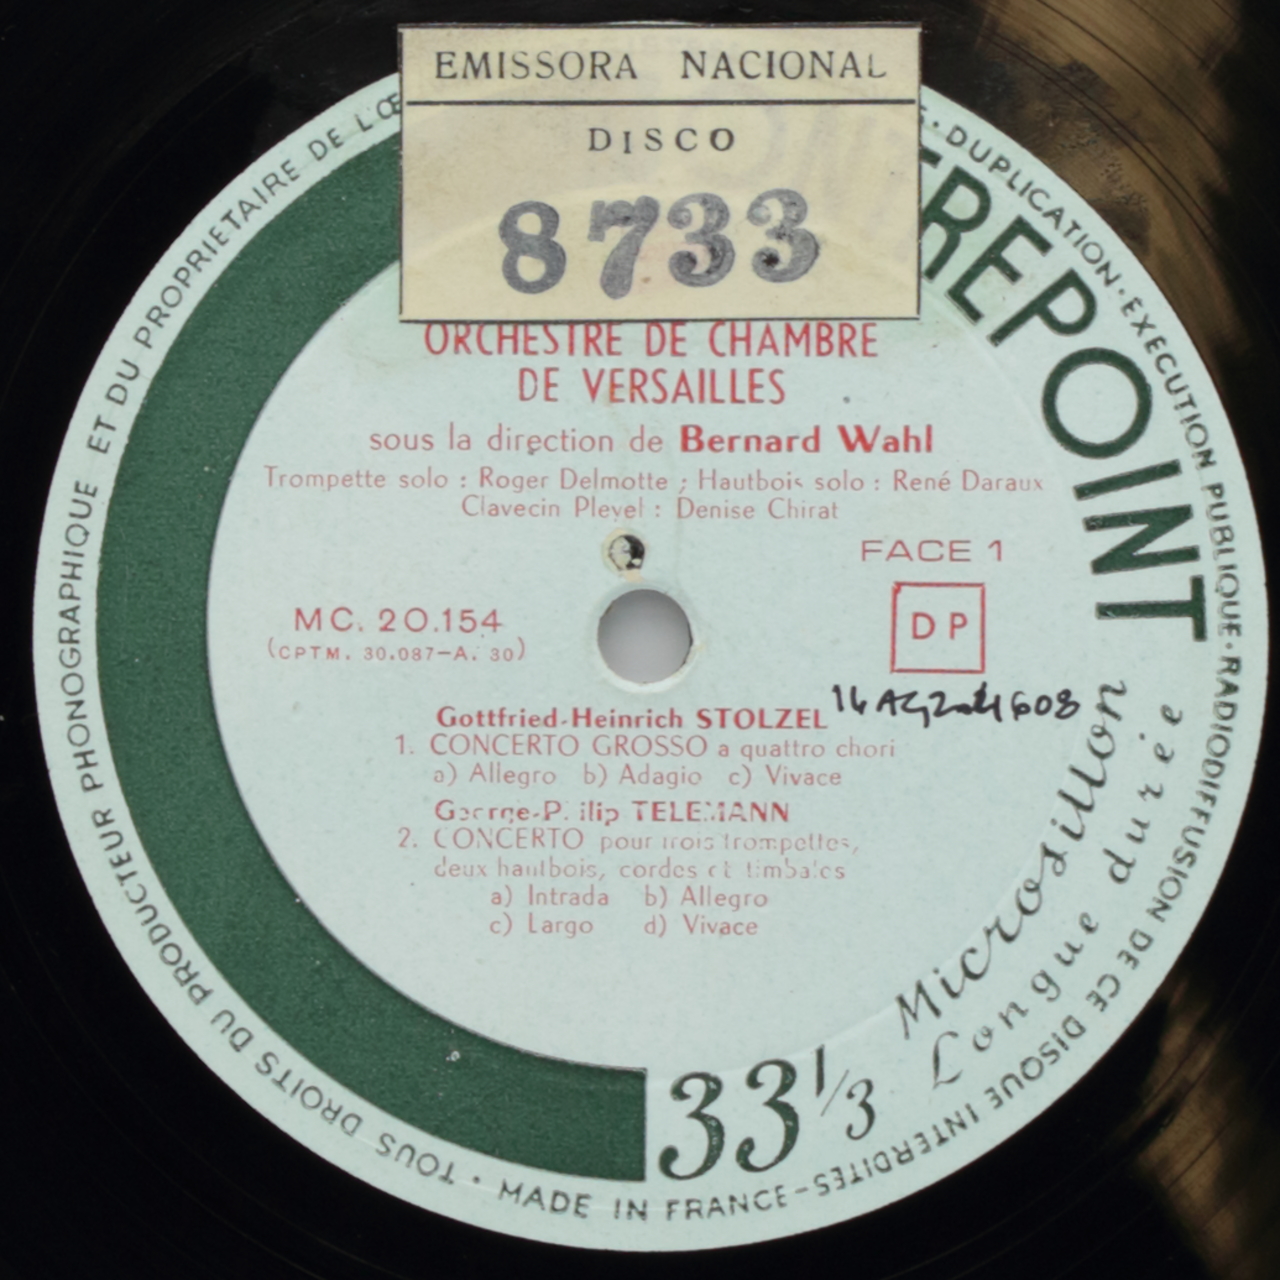 EMISSORA NACIONAL
DISCO
8733
TREPOINT
ORCHESTRE DE CHAMBRE
DE VERSAILLES
sous la direction de Bernard Wahl
Trompette solo : Roger Delmotte ; Hautbois solo : René Daraux
Clavecin Pleyel : Denise Chirat
FACE 1
MC. 20.154
(CPTM. 30.087-A. 30)
DP
Gottfried-Heinrich STOLZEL
1. CONCERTO GROSSO a quattro chori
a) Allegro b) Adagio c) Vivace
George-Philip TELEMANN
2. CONCERTO pour trois trompettes,
deux hautbois, cordes et timbales
a) Intrada b) Allegro
c) Largo d) Vivace
33 1/3
Microsillon
Longue durée
TOUS DROITS DU PRODUCTEUR PHONOGRAPHIQUE ET DU PROPRIETAIRE DE L'Œ
· DUPLICATION · EXECUTION PUBLIQUE · RADIODIFFUSION DE CE DISQUE INTERDITES - MADE IN FRANCE ·